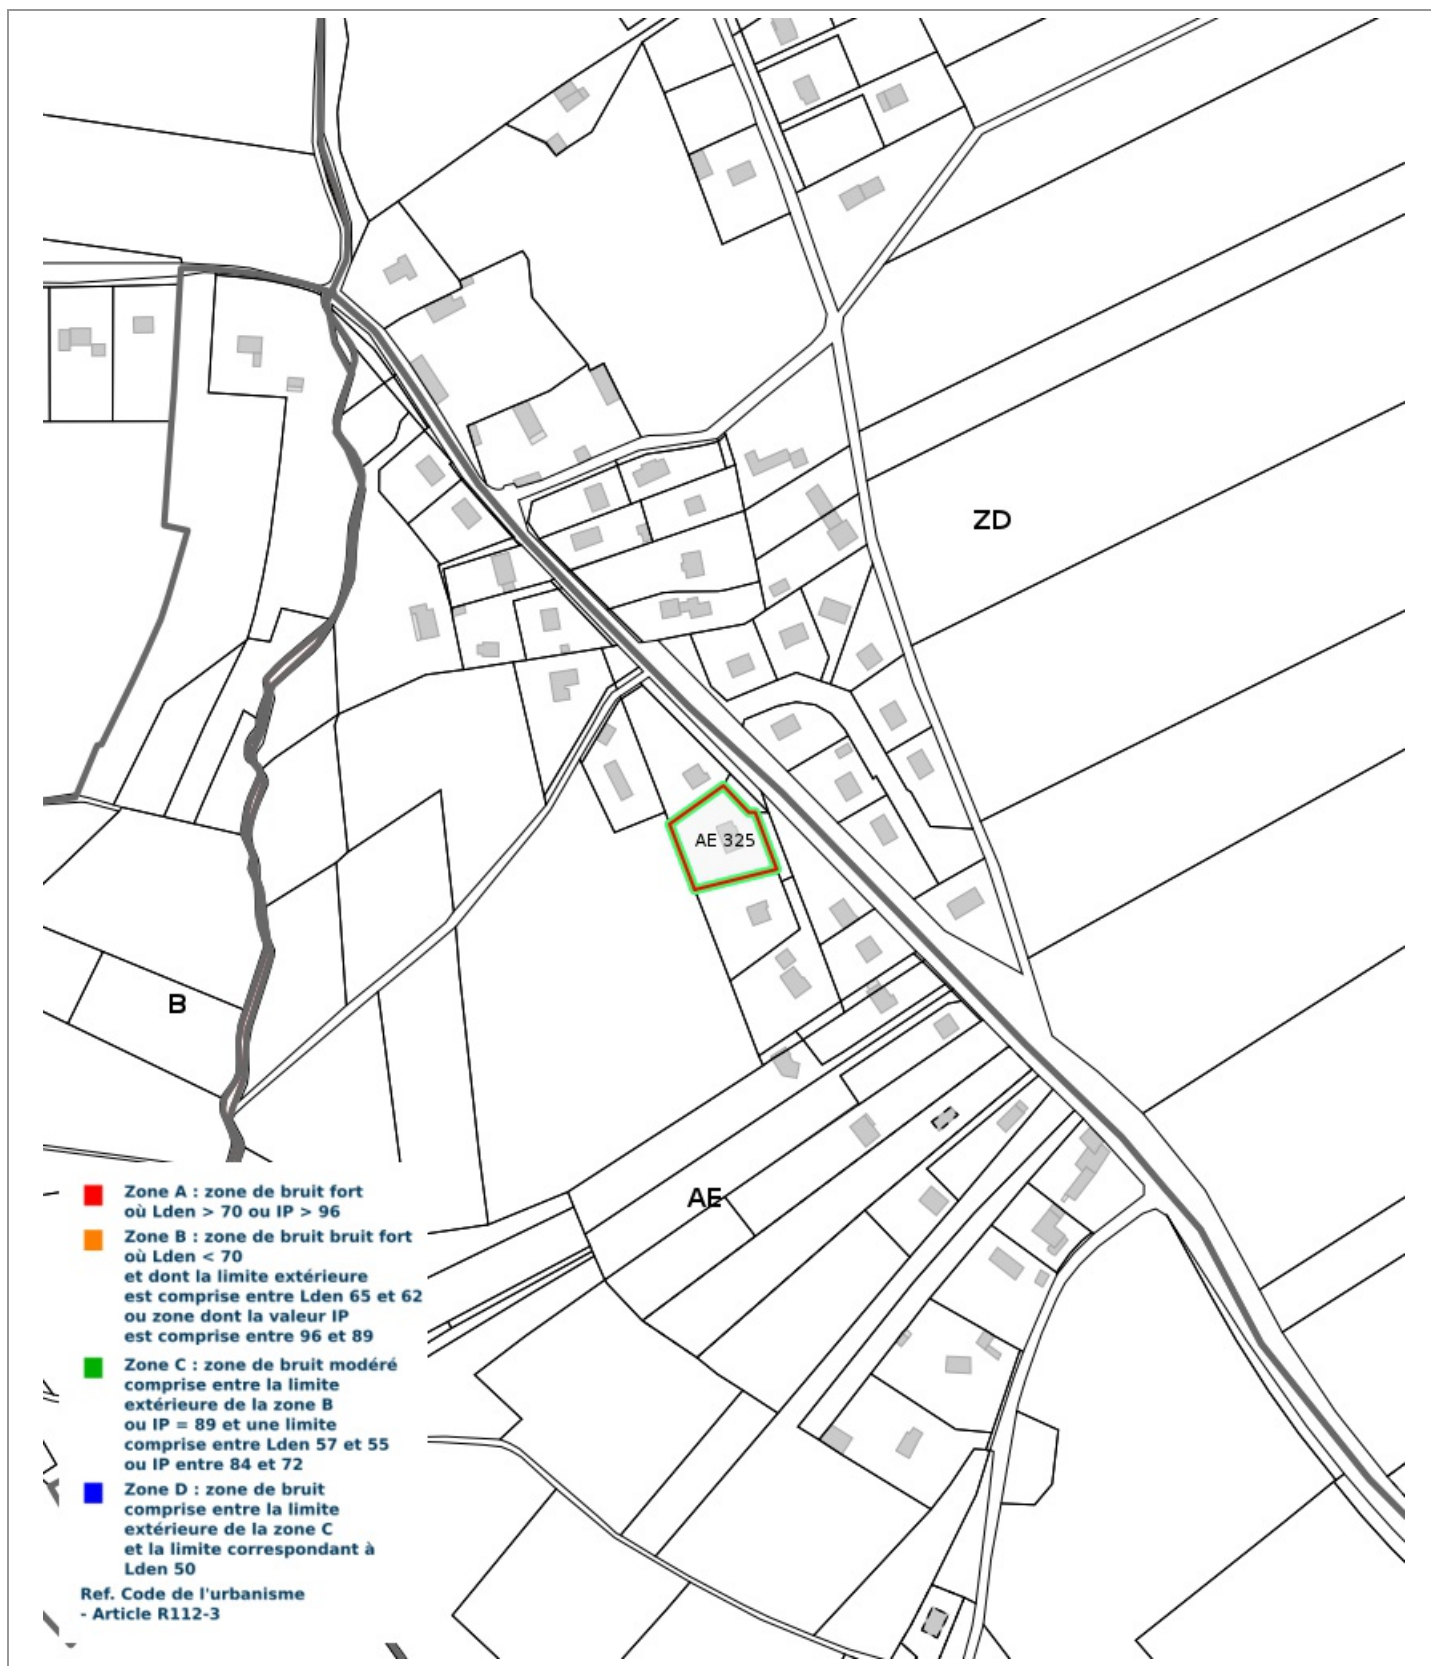 ZD
AE 325
B
AE
Zone A : zone de bruit fort
où Lden > 70 ou IP > 96
Zone B : zone de bruit bruit fort
où Lden < 70
et dont la limite extérieure
est comprise entre Lden 65 et 62
ou zone dont la valeur IP
est comprise entre 96 et 89
Zone C : zone de bruit modéré
comprise entre la limite
extérieure de la zone B
ou IP = 89 et une limite
comprise entre Lden 57 et 55
ou IP entre 84 et 72
Zone D : zone de bruit
comprise entre la limite
extérieure de la zone C
et la limite correspondant à
Lden 50
Ref. Code de l'urbanisme
- Article R112-3